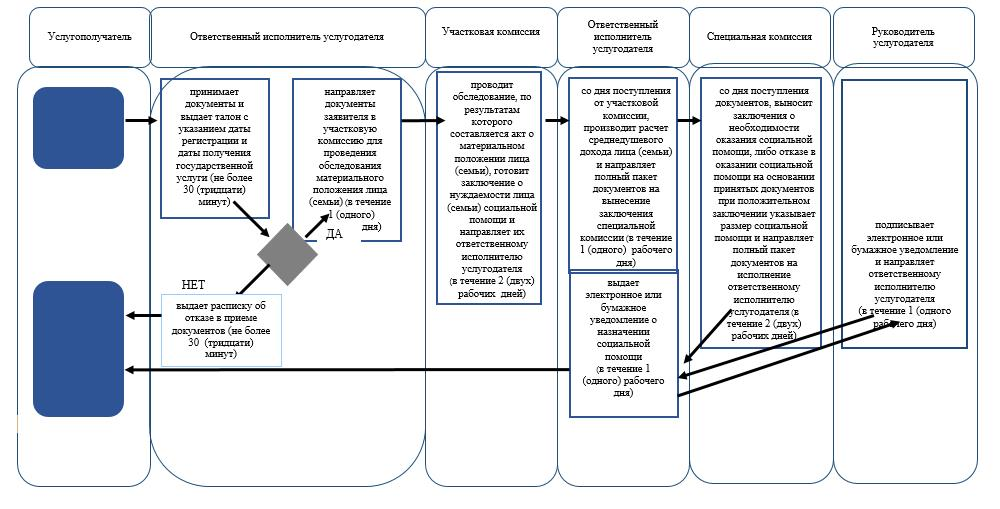 Услугополучатель
Ответственный исполнитель услугодателя
Участковая комиссия
Ответственный
исполнитель
услугодателя
Специальная комиссия
Руководитель
услугодателя
принимает
документы и
выдает талон с
указанием даты
регистрации и
даты получения
государственной
услуги (не более
30 (тридцати)
минут)
направляет
документы
заявителя в
участковую
комиссию для
проведения
обследования
материального
положения лица
(семьи) (в течение
1 (одного)
дня)
ДА
НЕТ
выдает расписку об
отказе в приеме
документов (не более
30 (тридцати)
минут)
проводит
обследование, по
результатам
которого
составляется акт о
материальном
положении лица
(семьи), готовит
заключение о
нуждаемости лица
(семьи) социальной
помощи и
направляет их
ответственному
исполнителю
услугодателя
(в течение 2 (двух)
рабочих дней)
со дня поступления
от участковой
комиссии,
производит расчет
среднедушевого
дохода лица (семьи)
и направляет
полный пакет
документов на
вынесение
заключения
специальной
комиссии (в течение
1 (одного) рабочего
дня)
выдает
электронное или
бумажное
уведомление о
назначении
социальной
помощи
(в течение 1
(одного) рабочего
дня)
со дня поступления
документов, выносит
заключения о
необходимости
оказания социальной
помощи, либо отказе в
оказании социальной
помощи на основании
принятых документов
при положительном
заключении указывает
размер социальной
помощи и направляет
полный пакет
документов на
исполнение
ответственному
исполнителю
услугодателя (в
течение 2 (двух)
рабочих дней)
подписывает
электронное или
бумажное уведомление
и направляет
ответственному
исполнителю
услугодателя
(в течение 1 (одного
рабочего дня)